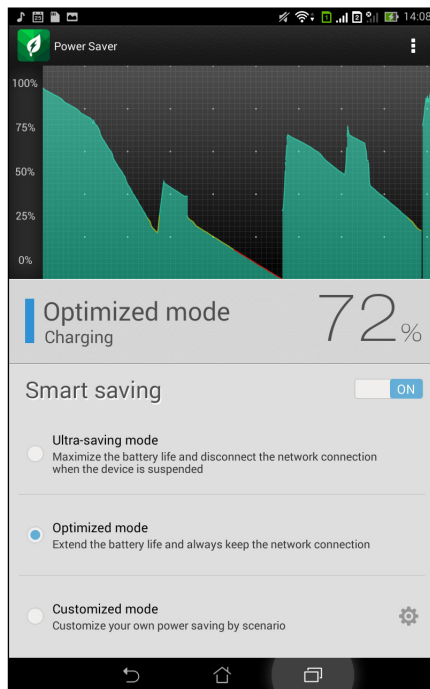 1 2 14:08
Power Saver
100%
75%
50%
25%
0%
Optimized mode
Charging
72%
Smart saving
ON
Ultra-saving mode
Maximize the battery life and disconnect the network connection
when the device is suspended
Optimized mode
Extend the battery life and always keep the network connection
Customized mode
Customize your own power saving by scenario